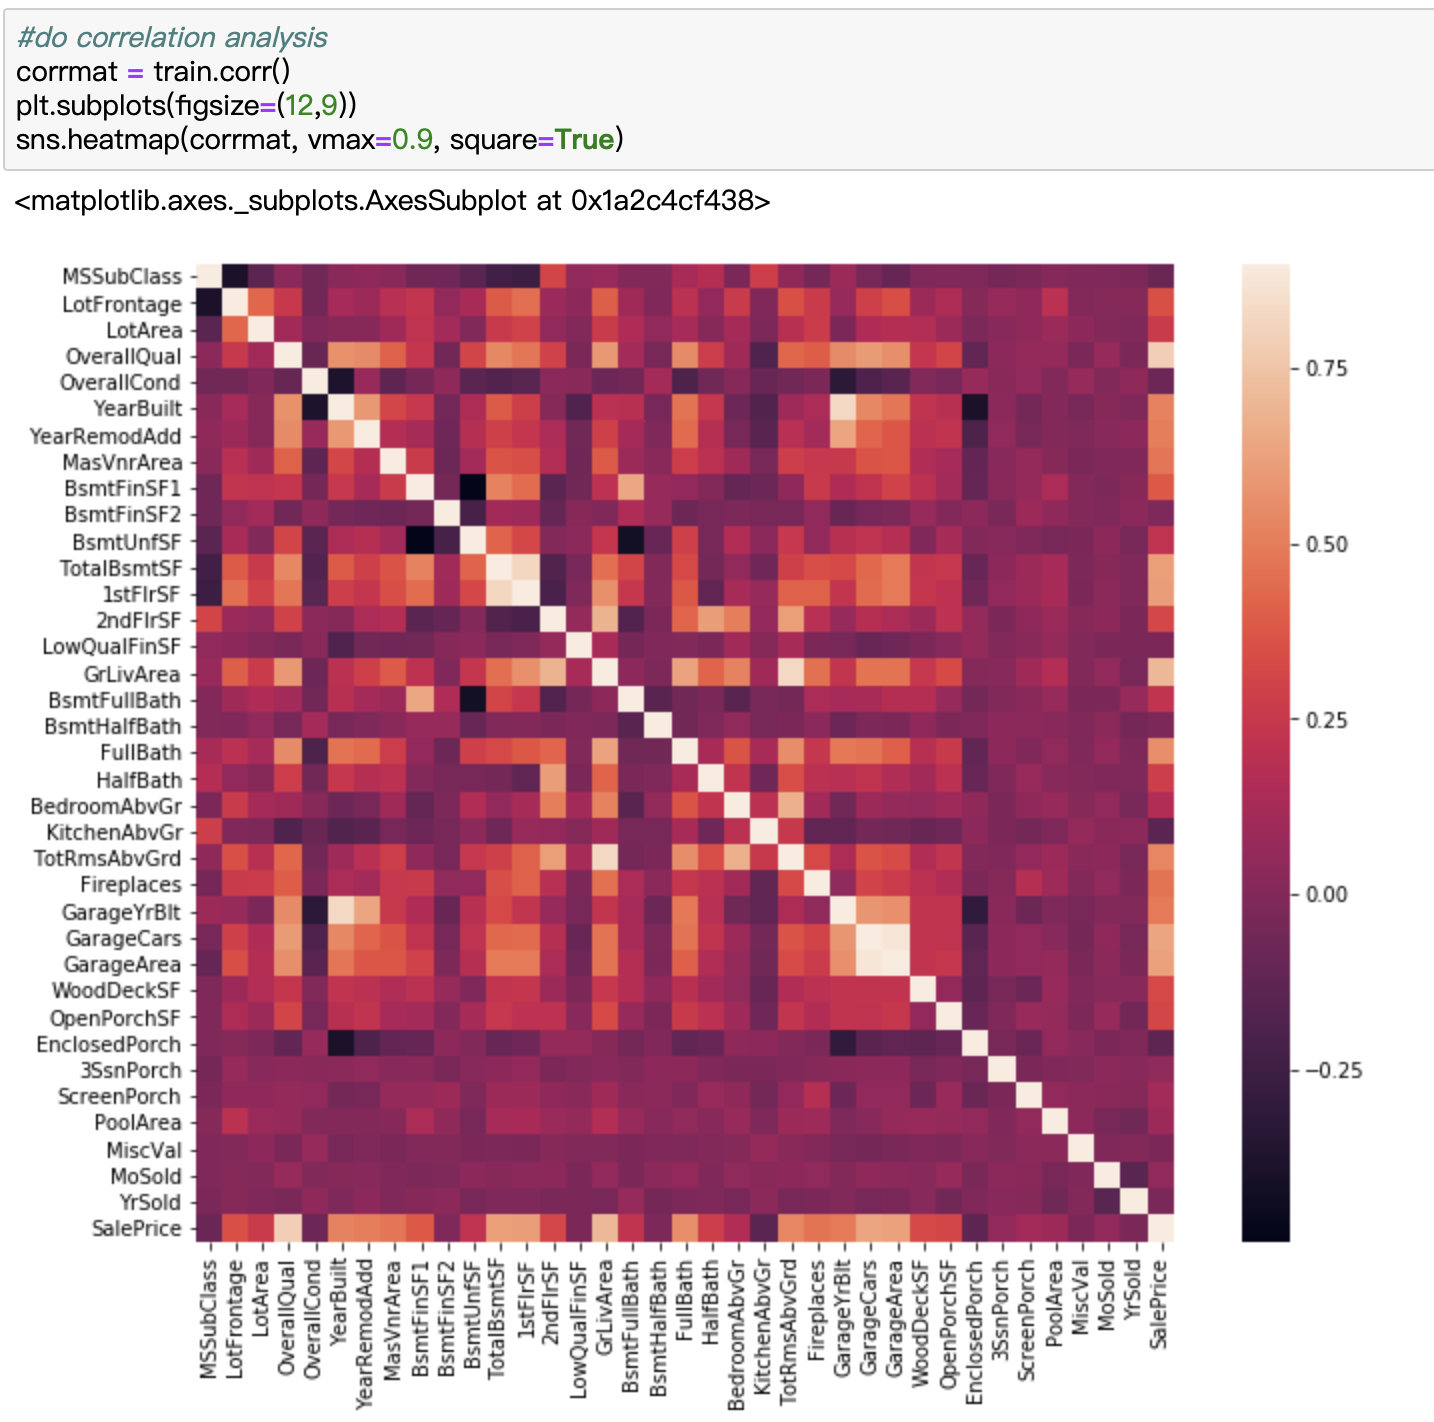 #do correlation analysis
corrmat = train.corr()
plt.subplots(figsize=(12,9))
sns.heatmap(corrmat, vmax=0.9, square=True)
<matplotlib.axes._subplots.AxesSubplot at 0x1a2c4cf438>
MSSubClass
LotFrontage
LotArea
OverallQual
OverallCond
YearBuilt
YearRemodAdd
MasVnrArea
BsmtFinSF1
BsmtFinSF2
BsmtUnfSF
TotalBsmtSF
1stFlrSF
2ndFlrSF
LowQualFinSF
GrLivArea
BsmtFullBath
BsmtHalfBath
FullBath
HalfBath
BedroomAbvGr
KitchenAbvGr
TotRmsAbvGrd
Fireplaces
GarageYrBlt
GarageCars
GarageArea
WoodDeckSF
OpenPorchSF
EnclosedPorch
3SsnPorch
ScreenPorch
PoolArea
MiscVal
MoSold
YrSold
SalePrice
MSSubClass
LotFrontage
LotArea
OverallQual
OverallCond
YearBuilt
YearRemodAdd
MasVnrArea
BsmtFinSF1
BsmtFinSF2
BsmtUnfSF
TotalBsmtSF
1stFlrSF
2ndFlrSF
LowQualFinSF
GrLivArea
BsmtFullBath
BsmtHalfBath
FullBath
HalfBath
BedroomAbvGr
KitchenAbvGr
TotRmsAbvGrd
Fireplaces
GarageYrBlt
GarageCars
GarageArea
WoodDeckSF
OpenPorchSF
EnclosedPorch
3SsnPorch
ScreenPorch
PoolArea
MiscVal
MoSold
YrSold
SalePrice
0.75
0.50
0.25
0.00
−0.25